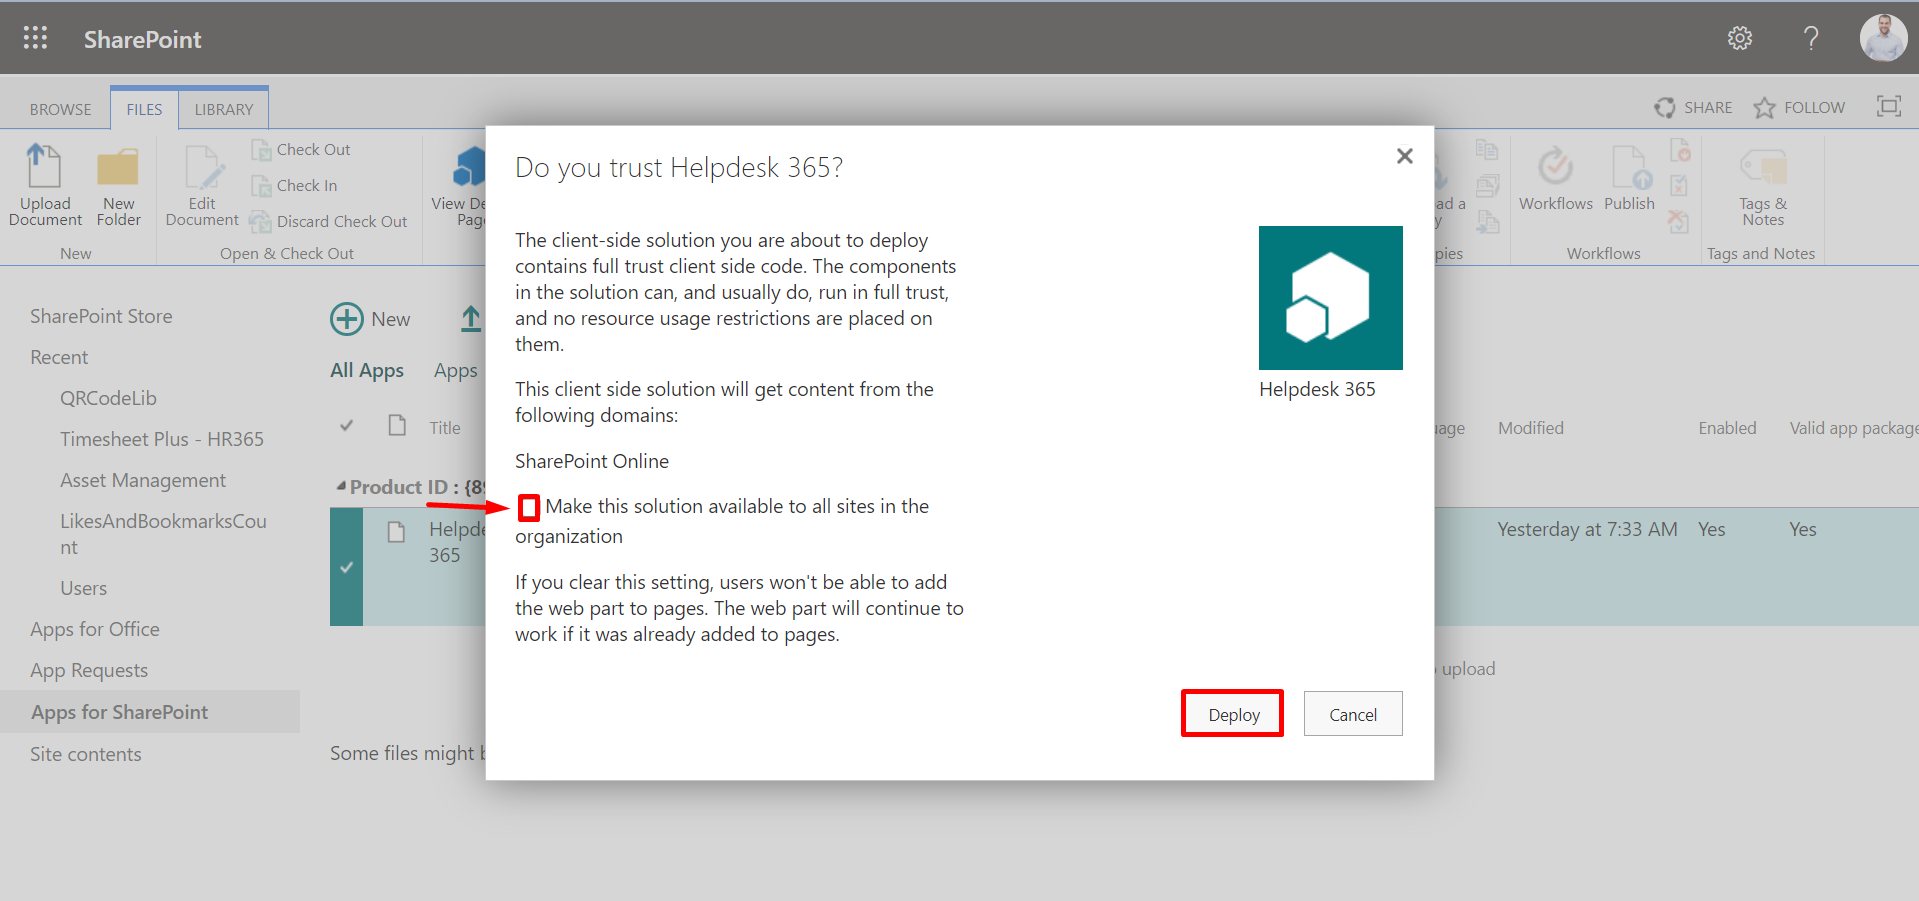 SharePoint
BROWSE
FILES
LIBRARY
SHARE
FOLLOW
Upload
Document
New
Folder
New
Edit
Document
Check Out
Check In
Discard Check Out
Open & Check Out
View De
Pag
ad a
y
pies
Workflows
Publish
Workflows
Tags &
Notes
Tags and Notes
SharePoint Store
Recent
QRCodeLib
Timesheet Plus - HR365
Asset Management
LikesAndBookmarksCou
nt
Users
Apps for Office
App Requests
Apps for SharePoint
Site contents
New
All Apps
Apps
Title
Product ID : {89
Helpde
365
Some files might b
uage
Modified
Enabled
Valid app package
Yesterday at 7:33 AM
Yes
Yes
o upload
Do you trust Helpdesk 365?
The client-side solution you are about to deploy
contains full trust client side code. The components
in the solution can, and usually do, run in full trust,
and no resource usage restrictions are placed on
them.
This client side solution will get content from the
following domains:
SharePoint Online
Make this solution available to all sites in the
organization
If you clear this setting, users won't be able to add
the web part to pages. The web part will continue to
work if it was already added to pages.
Helpdesk 365
Deploy
Cancel